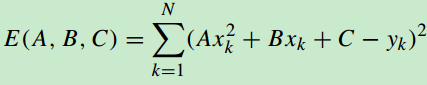 E(A, B, C) = \sum_{k=1}^{N} (Ax_k^2 + Bx_k + C − y_k)^2